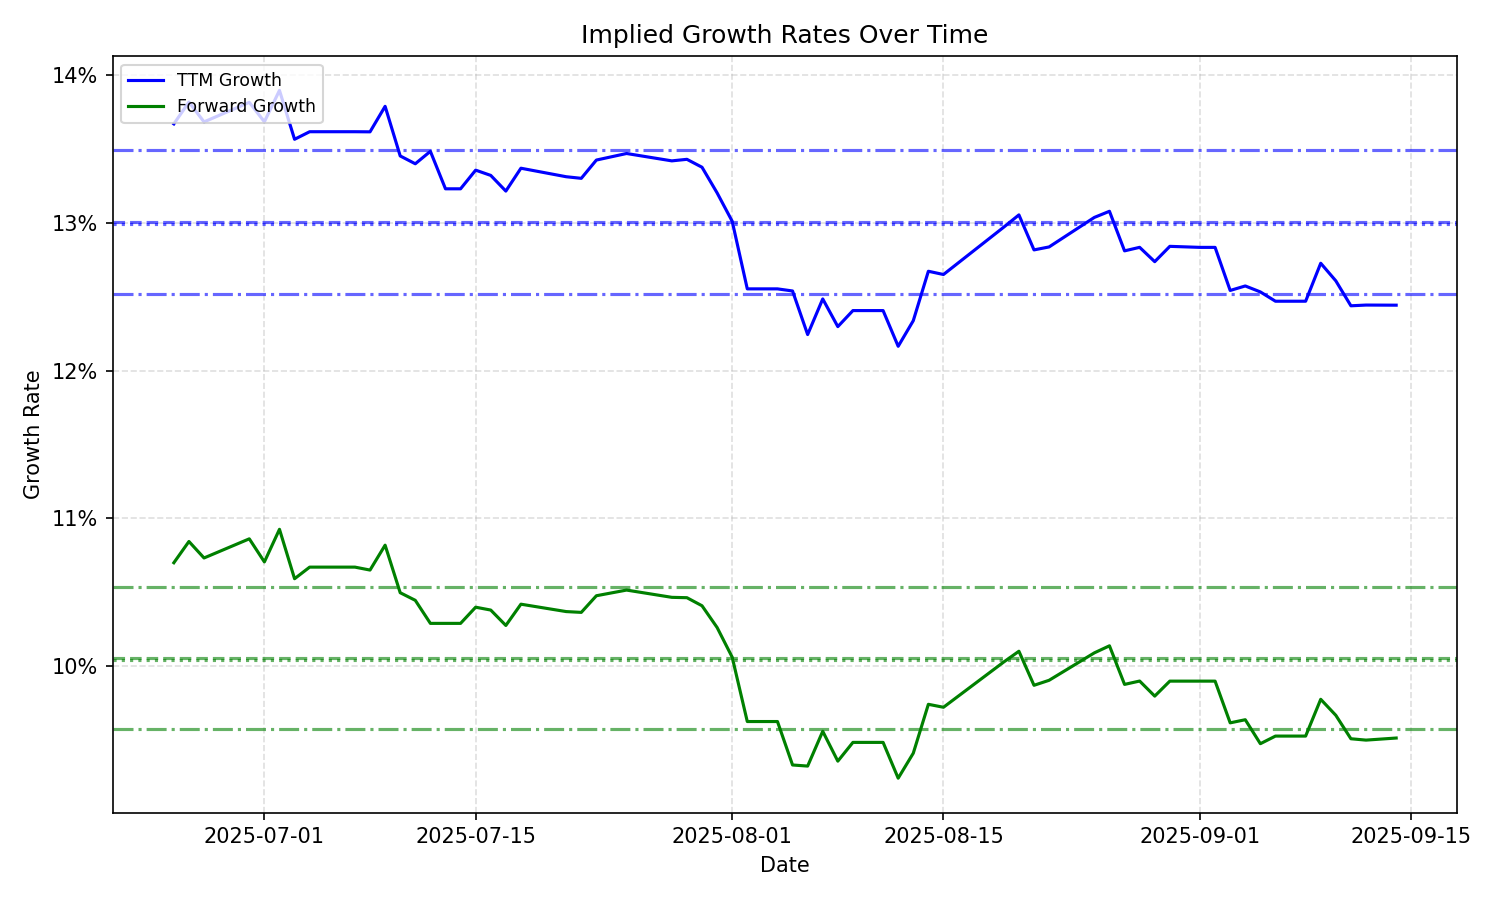 Implied Growth Rates Over Time
TTM Growth
Forward Growth
14%
13%
12%
11%
10%
Growth Rate
2025-07-01
2025-07-15
2025-08-01
2025-08-15
2025-09-01
2025-09-15
Date